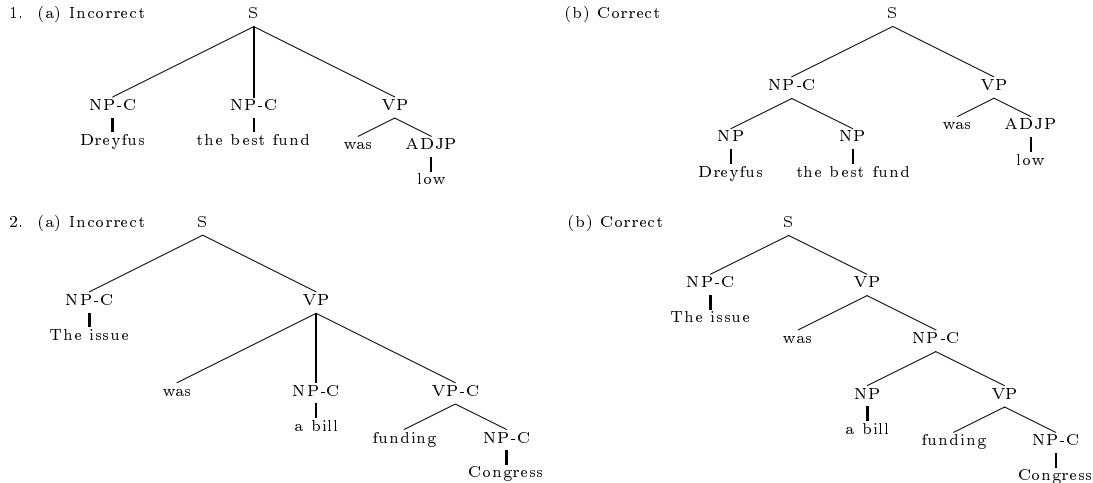 1. (a) Incorrect S
NP-C NP-C VP
Dreyfus the best fund was ADJP
low
(b) Correct S
NP-C VP
NP NP was ADJP
Dreyfus the best fund low
2. (a) Incorrect S
NP-C VP
The issue
was NP-C VP-C
a bill funding NP-C
Congress
(b) Correct S
NP-C VP
The issue was NP-C
NP VP
a bill funding NP-C
Congress